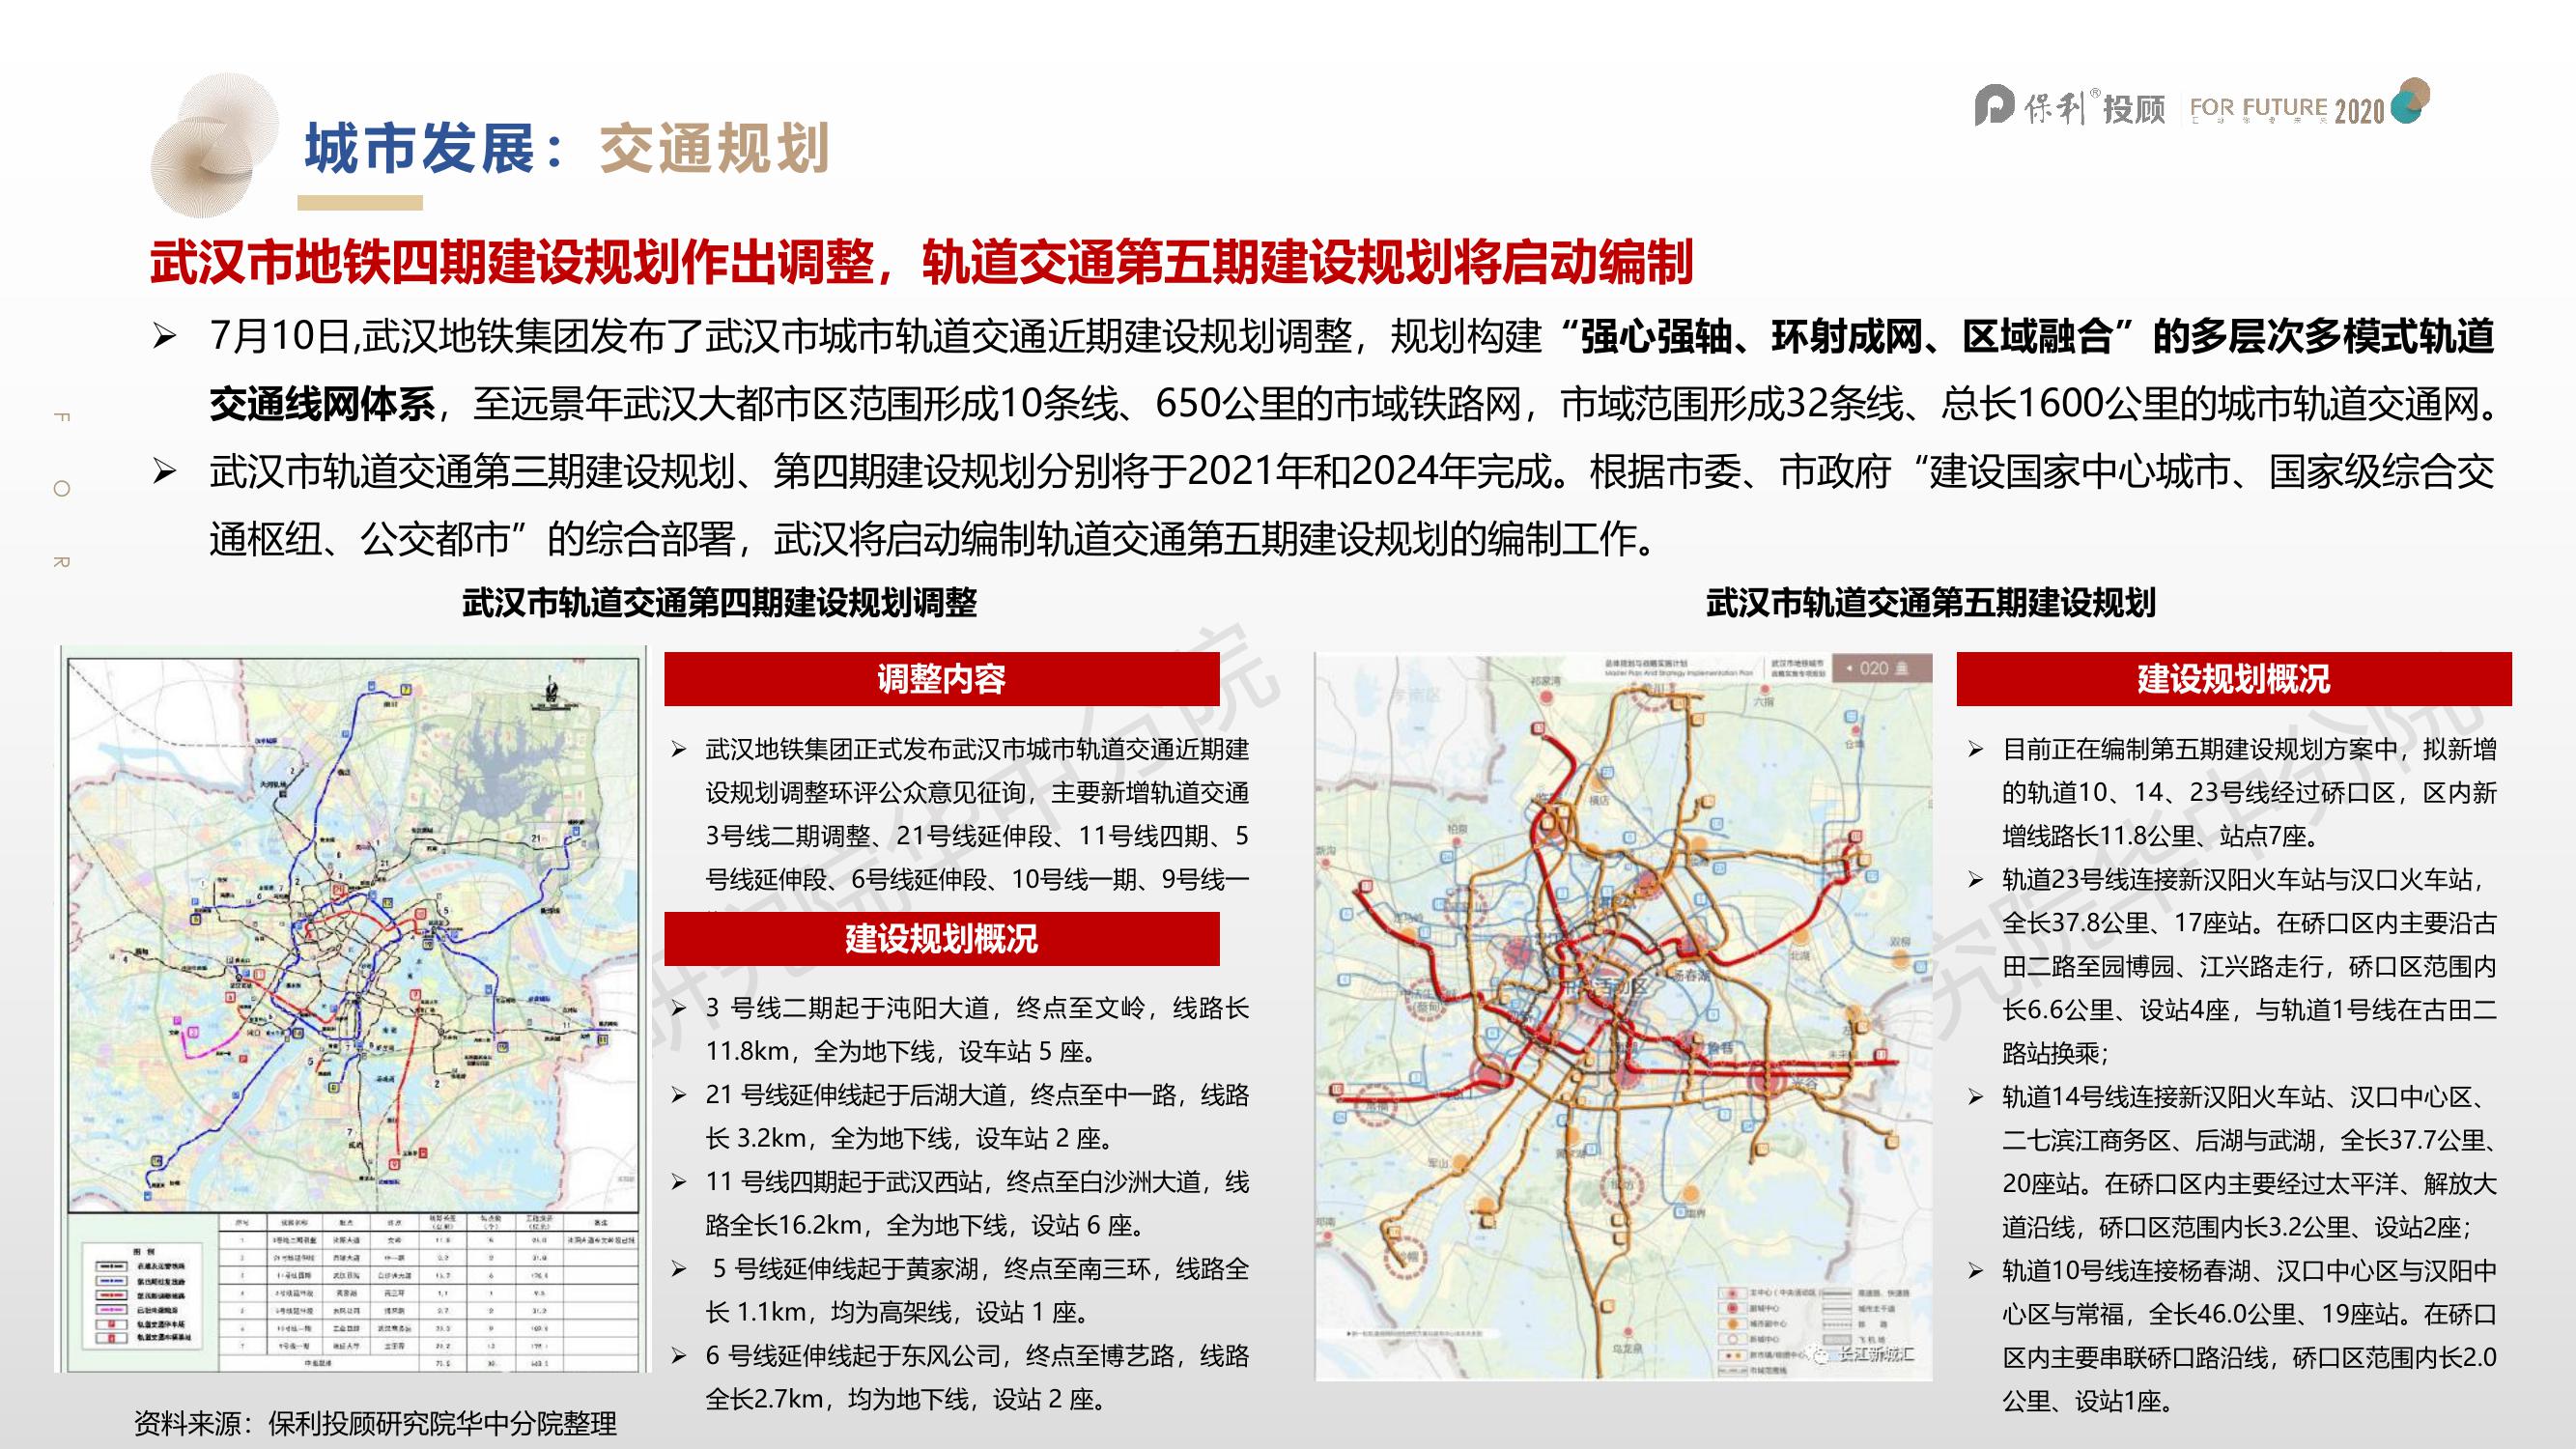 城市发展：交通规划
保利®投顾 FOR FUTURE 2020
武汉市地铁四期建设规划作出调整，轨道交通第五期建设规划将启动编制
➢ 7月10日,武汉地铁集团发布了武汉市城市轨道交通近期建设规划调整，规划构建“强心强轴、环射成网、区域融合”的多层次多模式轨道
交通线网体系，至远景年武汉大都市区范围形成10条线、650公里的市域铁路网，市域范围形成32条线、总长1600公里的城市轨道交通网。
➢ 武汉市轨道交通第三期建设规划、第四期建设规划分别将于2021年和2024年完成。根据市委、市政府“建设国家中心城市、国家级综合交
通枢纽、公交都市”的综合部署，武汉将启动编制轨道交通第五期建设规划的编制工作。
FOR
武汉市轨道交通第四期建设规划调整
调整内容
➢ 武汉地铁集团正式发布武汉市城市轨道交通近期建
设规划调整环评公众意见征询，主要新增轨道交通
3号线二期调整、21号线延伸段、11号线四期、5
号线延伸段、6号线延伸段、10号线一期、9号线一
建设规划概况
➢ 3 号线二期起于沌阳大道，终点至文岭，线路长
11.8km，全为地下线，设车站 5 座。
➢ 21 号线延伸线起于后湖大道，终点至中一路，线路
长 3.2km，全为地下线，设车站 2 座。
➢ 11 号线四期起于武汉西站，终点至白沙洲大道，线
路全长16.2km，全为地下线，设站 6 座。
➢ 5 号线延伸线起于黄家湖，终点至南三环，线路全
长 1.1km，均为高架线，设站 1 座。
➢ 6 号线延伸线起于东风公司，终点至博艺路，线路
全长2.7km，均为地下线，设站 2 座。
武汉市轨道交通第五期建设规划
总体规划与战略实施计划
Master Plan And Strategy Implementation Plan
020
长江新城汇
建设规划概况
➢ 目前正在编制第五期建设规划方案中，拟新增
的轨道10、14、23号线经过硚口区，区内新
增线路长11.8公里、站点7座。
➢ 轨道23号线连接新汉阳火车站与汉口火车站，
全长37.8公里、17座站。在硚口区内主要沿古
田二路至园博园、江兴路走行，硚口区范围内
长6.6公里、设站4座，与轨道1号线在古田二
路站换乘；
➢ 轨道14号线连接新汉阳火车站、汉口中心区、
二七滨江商务区、后湖与武湖，全长37.7公里、
20座站。在硚口区内主要经过太平洋、解放大
道沿线，硚口区范围内长3.2公里、设站2座；
➢ 轨道10号线连接杨春湖、汉口中心区与汉阳中
心区与常福，全长46.0公里、19座站。在硚口
区内主要串联硚口路沿线，硚口区范围内长2.0
公里、设站1座。
资料来源：保利投顾研究院华中分院整理